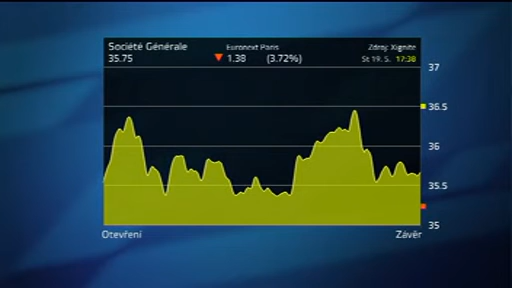 Société Générale
35.75
Euronext Paris
1.38 (3.72%)
Zdroj: Xignite
St 19. 5. 17:38
37
36.5
36
35.5
35
Otevření
Závěr